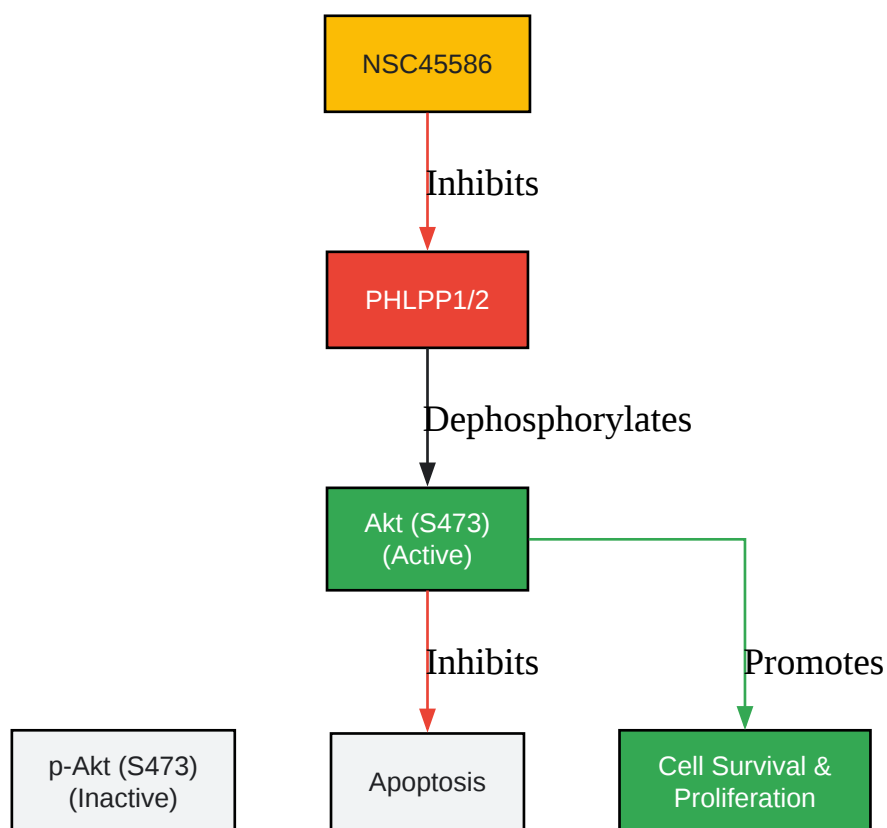 NSC45586
Inhibits
PHLPP1/2
Dephosphorylates
Akt (S473)
(Active)
Inhibits
Promotes
p-Akt (S473)
(Inactive)
Apoptosis
Cell Survival &
Proliferation